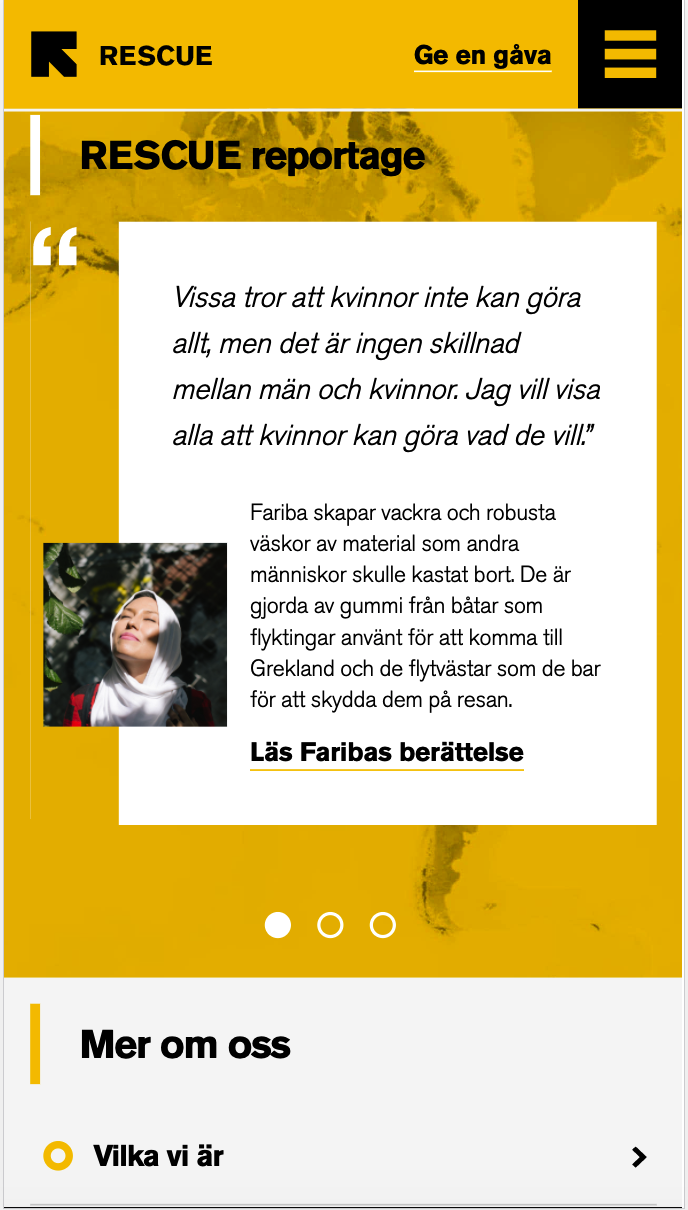 RESCUE
Ge en gåva
RESCUE reportage
“
Vissa tror att kvinnor inte kan göra
allt, men det är ingen skillnad
mellan män och kvinnor. Jag vill visa
alla att kvinnor kan göra vad de vill.”
Fariba skapar vackra och robusta
väskor av material som andra
människor skulle kastat bort. De är
gjorda av gummi från båtar som
flyktingar använt för att komma till
Grekland och de flytvästar som de bar
för att skydda dem på resan.
Läs Faribas berättelse
Mer om oss
Vilka vi är